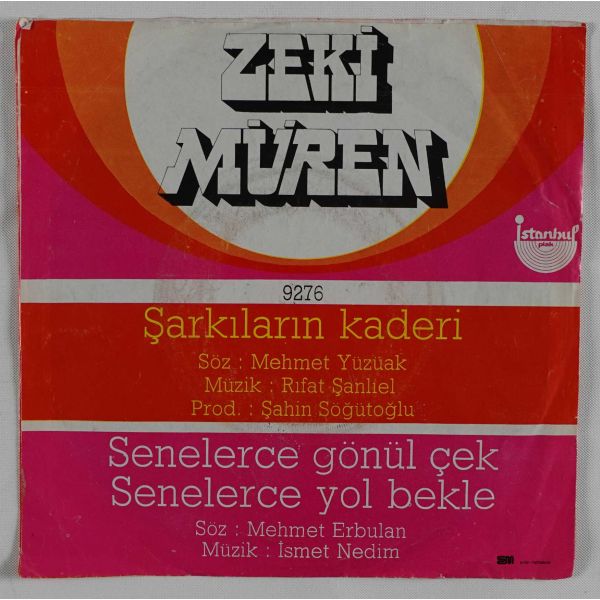 ZEKİ
MÜREN
İstanbul
plak
9276
Şarkıların kaderi
Söz : Mehmet Yüzüak
Müzik : Rıfat Şanlıel
Prod. : Şahin Söğütoğlu
Senelerce gönül çek
Senelerce yol bekle
Söz : Mehmet Erbulan
Müzik : İsmet Nedim